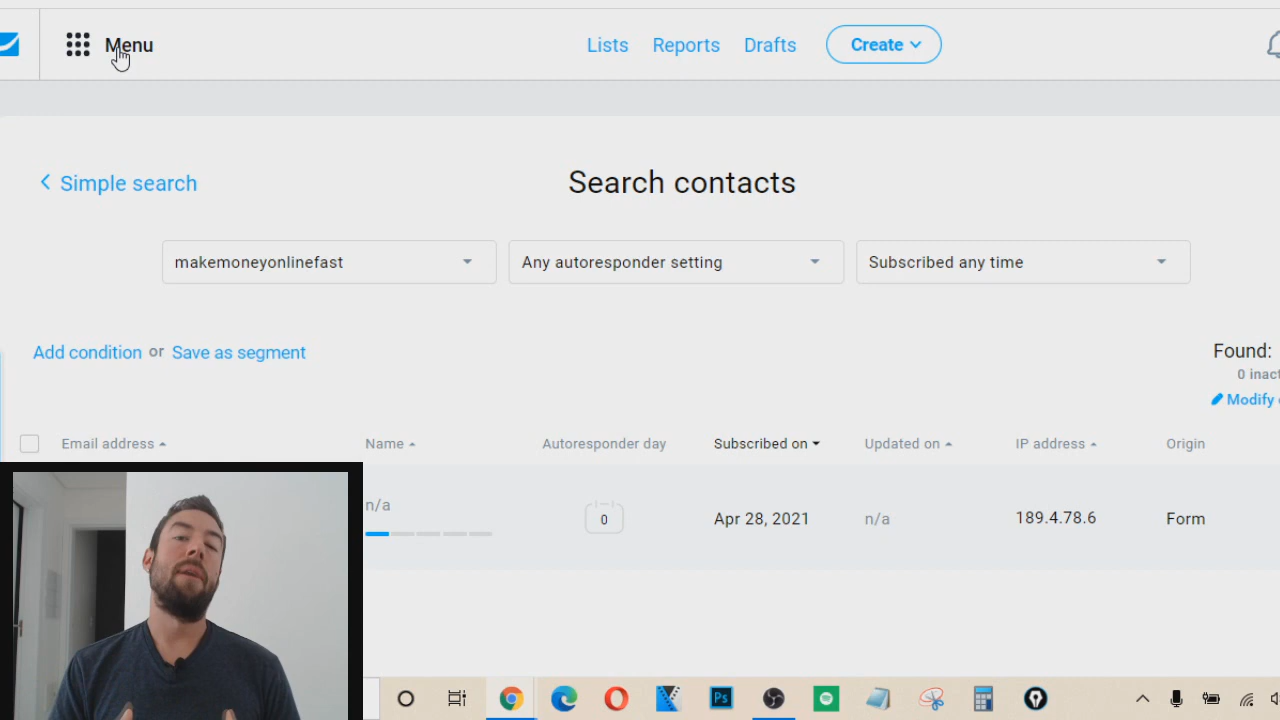 Menu
Lists Reports Drafts Create
Simple search
Search contacts
makemoneyonlinefast Any autoresponder setting Subscribed any time
Add condition or Save as segment
Found:
0 inact
Modify
Email address Name Autoresponder day Subscribed on Updated on IP address Origin
n/a
0 Apr 28, 2021 n/a 189.4.78.6 Form
Ps